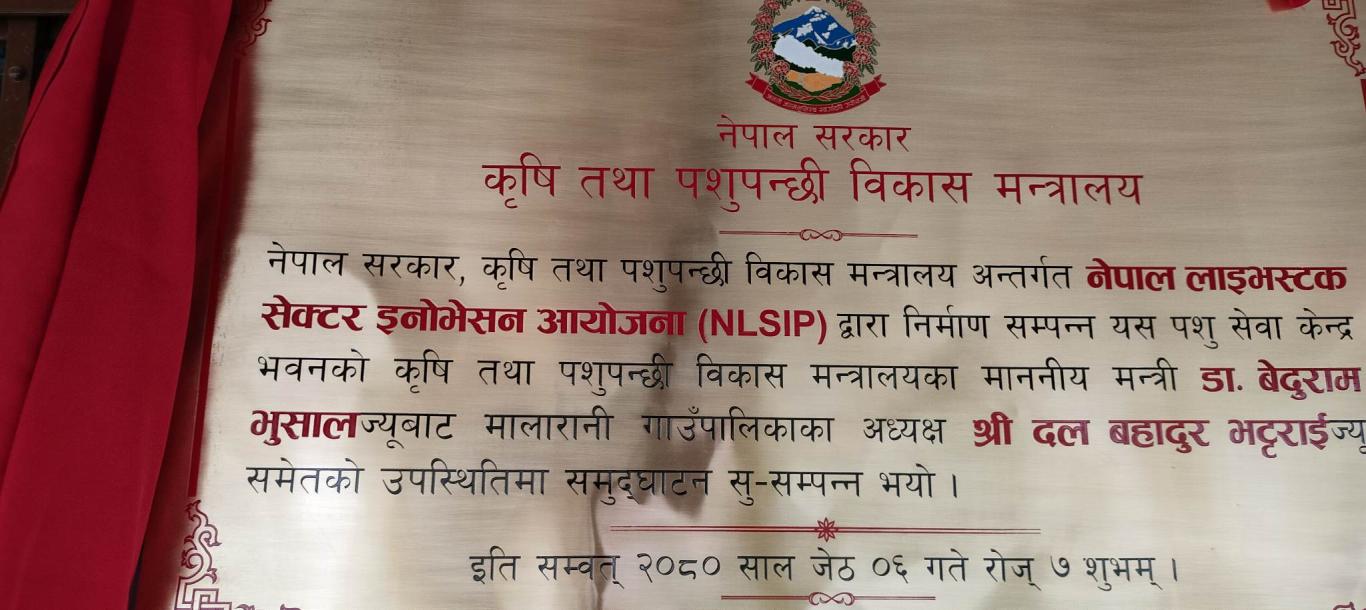 नेपाल सरकार
कृषि तथा पशुपन्छी विकास मन्त्रालय
नेपाल सरकार, कृषि तथा पशुपन्छी विकास मन्त्रालय अन्तर्गत नेपाल लाइभस्टक
सेक्टर इनोभेसन आयोजना (NLSIP) द्वारा निर्माण सम्पन्न यस पशु सेवा केन्द्र
भवनको कृषि तथा पशुपन्छी विकास मन्त्रालयका माननीय मन्त्री डा. बेदुराम
भुसालज्यूबाट मालारानी गाउँपालिकाका अध्यक्ष श्री दल बहादुर भट्टराईज्यू
समेतको उपस्थितिमा समुद्घाटन सु-सम्पन्न भयो ।
इति सम्वत् २०८० साल जेठ ०६ गते रोज् ७ शुभम् ।